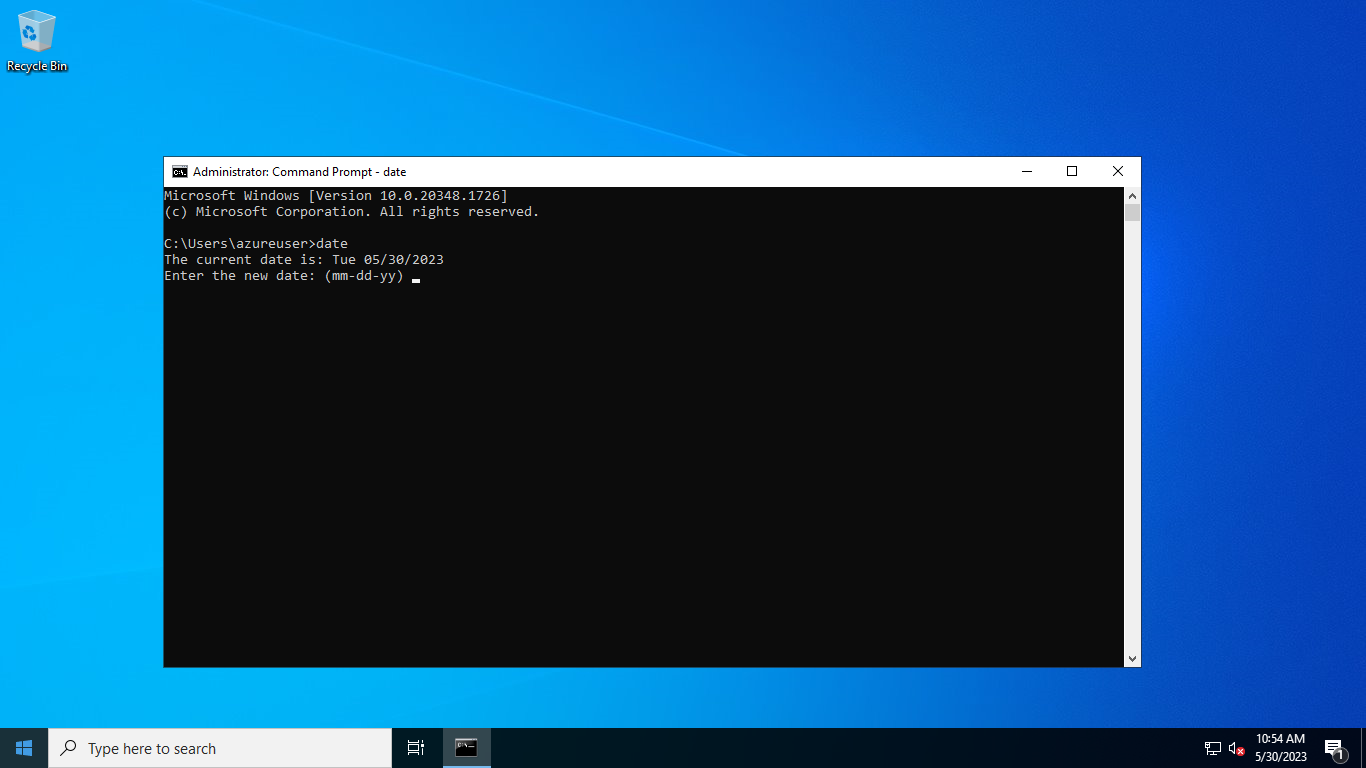 Recycle Bin
Administrator: Command Prompt - date
Microsoft Windows [Version 10.0.20348.1726]
(c) Microsoft Corporation. All rights reserved.
C:\Users\azureuser>date
The current date is: Tue 05/30/2023
Enter the new date: (mm-dd-yy)
Type here to search
10:54 AM
5/30/2023
1